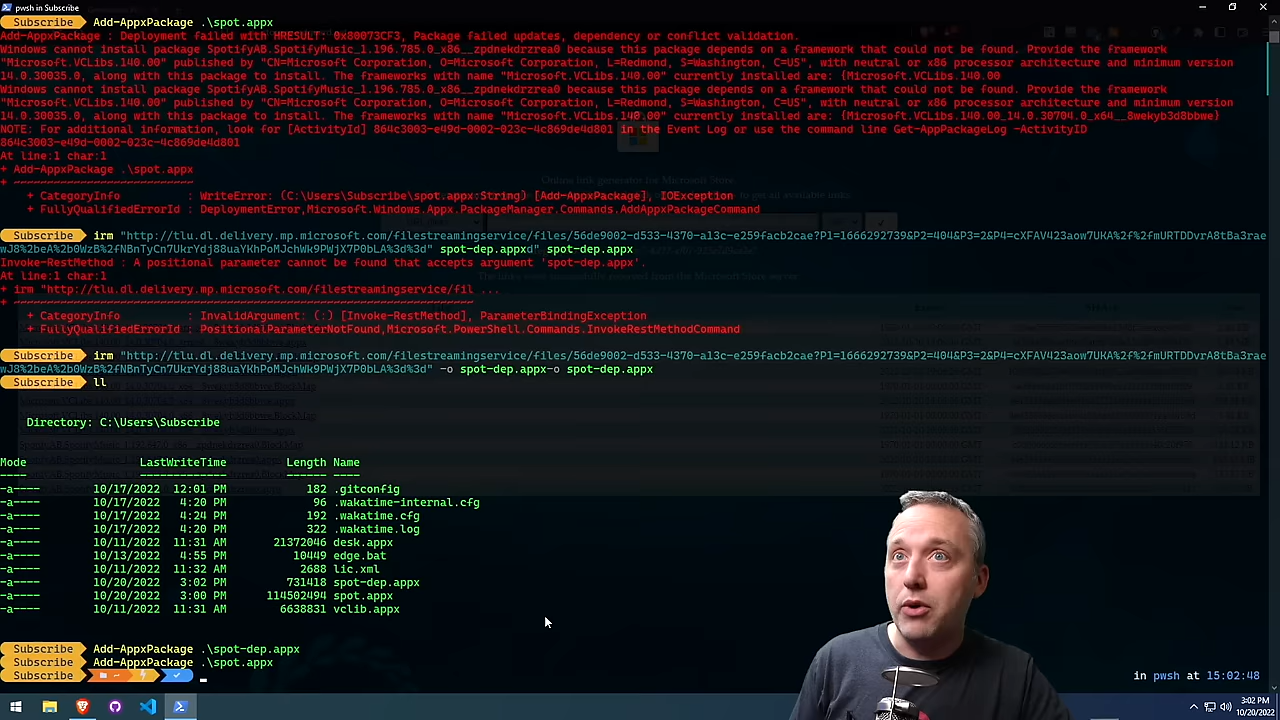 pwsh in Subscribe
Subscribe Add-AppxPackage .\spot.appx
Add-AppxPackage : Deployment failed with HRESULT: 0x80073CF3, Package failed updates, dependency or conflict validation.
Windows cannot install package SpotifyAB.SpotifyMusic_1.196.785.0_x86__zpdnekdrzrea0 because this package depends on a framework that could not be found. Provide the framework
"Microsoft.VCLibs.140.00" published by "CN=Microsoft Corporation, O=Microsoft Corporation, L=Redmond, S=Washington, C=US", with neutral or x86 processor architecture and minimum version
14.0.30035.0, along with this package to install. The frameworks with name "Microsoft.VCLibs.140.00" currently installed are: {Microsoft.VCLibs.140.00
Windows cannot install package SpotifyAB.SpotifyMusic_1.196.785.0_x86__zpdnekdrzrea0 because this package depends on a framework that could not be found. Provide the framework
"Microsoft.VCLibs.140.00" published by "CN=Microsoft Corporation, O=Microsoft Corporation, L=Redmond, S=Washington, C=US", with neutral or x86 processor architecture and minimum version
14.0.30035.0, along with this package to install. The frameworks with name "Microsoft.VCLibs.140.00" currently installed are: {Microsoft.VCLibs.140.00_14.0.30704.0_x64__8wekyb3d8bbwe}
NOTE: For additional information, look for [ActivityId] 864c3003-e49d-0002-023c-4c869de4d801 in the Event Log or use the command line Get-AppPackageLog -ActivityID
864c3003-e49d-0002-023c-4c869de4d801
At line:1 char:1
+ Add-AppxPackage .\spot.appx
+ ~~~~~~~~~~~~~~~~~~~~~~~~~~~
+ CategoryInfo : WriteError: (C:\Users\Subscribe\spot.appx:String) [Add-AppxPackage], IOException
+ FullyQualifiedErrorId : DeploymentError,Microsoft.Windows.Appx.PackageManager.Commands.AddAppxPackageCommand
Subscribe irm "http://tlu.dl.delivery.mp.microsoft.com/filestreamingservice/files/56de9002-d533-4370-a13c-e259facb2cae?P1=1666292739&P2=404&P3=2&P4=cXFAV423aow7UKA%2f%2fmURTDDvrA8tBa3rae
wJ8%2beA%2b0WzB%2fNBnTyCn7UkrYdj88uaYKhPoMJchWk9PWjX7P0bLA%3d%3d" spot-dep.appxd" spot-dep.appx
Invoke-RestMethod : A positional parameter cannot be found that accepts argument 'spot-dep.appx'.
At line:1 char:1
+ irm "http://tlu.dl.delivery.mp.microsoft.com/filestreamingservice/fil ...
+ ~~~~~~~~~~~~~~~~~~~~~~~~~~~~~~~~~~~~~~~~~~~~~~~~~~~~~~~~~~~~~~~~~~~~~
+ CategoryInfo : InvalidArgument: (:) [Invoke-RestMethod], ParameterBindingException
+ FullyQualifiedErrorId : PositionalParameterNotFound,Microsoft.PowerShell.Commands.InvokeRestMethodCommand
Subscribe irm "http://tlu.dl.delivery.mp.microsoft.com/filestreamingservice/files/56de9002-d533-4370-a13c-e259facb2cae?P1=1666292739&P2=404&P3=2&P4=cXFAV423aow7UKA%2f%2fmURTDDvrA8tBa3rae
wJ8%2beA%2b0WzB%2fNBnTyCn7UkrYdj88uaYKhPoMJchWk9PWjX7P0bLA%3d%3d" -o spot-dep.appx-o spot-dep.appx
Subscribe ll
Directory: C:\Users\Subscribe
Mode LastWriteTime Length Name
---- ------------- ------ ----
-a---- 10/17/2022 12:01 PM 182 .gitconfig
-a---- 10/17/2022 4:20 PM 96 .wakatime-internal.cfg
-a---- 10/17/2022 4:24 PM 192 .wakatime.cfg
-a---- 10/17/2022 4:20 PM 322 .wakatime.log
-a---- 10/11/2022 11:31 AM 21372046 desk.appx
-a---- 10/13/2022 4:55 PM 10449 edge.bat
-a---- 10/11/2022 11:32 AM 2688 lic.xml
-a---- 10/20/2022 3:02 PM 731418 spot-dep.appx
-a---- 10/20/2022 3:00 PM 114502494 spot.appx
-a---- 10/11/2022 11:31 AM 6638831 vclib.appx
Subscribe Add-AppxPackage .\spot-dep.appx
Subscribe Add-AppxPackage .\spot.appx
Subscribe ~
in pwsh at 15:02:48
3:02 PM
10/20/2022